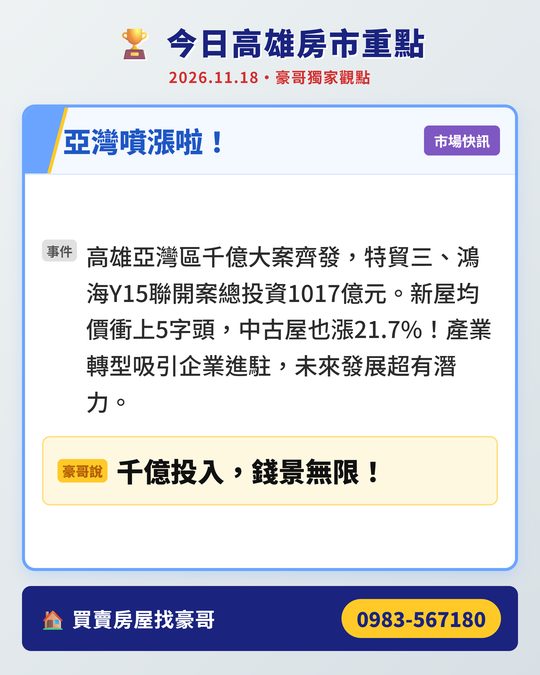 今日高雄房市重點
2026.11.18・豪哥獨家觀點
亞灣噴漲啦！
市場快訊
事件
高雄亞灣區千億大案齊發，特貿三、鴻
海Y15聯開案總投資1017億元。新屋均
價衝上5字頭，中古屋也漲21.7%！產業
轉型吸引企業進駐，未來發展超有潛
力。
豪哥說
千億投入，錢景無限！
買賣房屋找豪哥
0983-567180